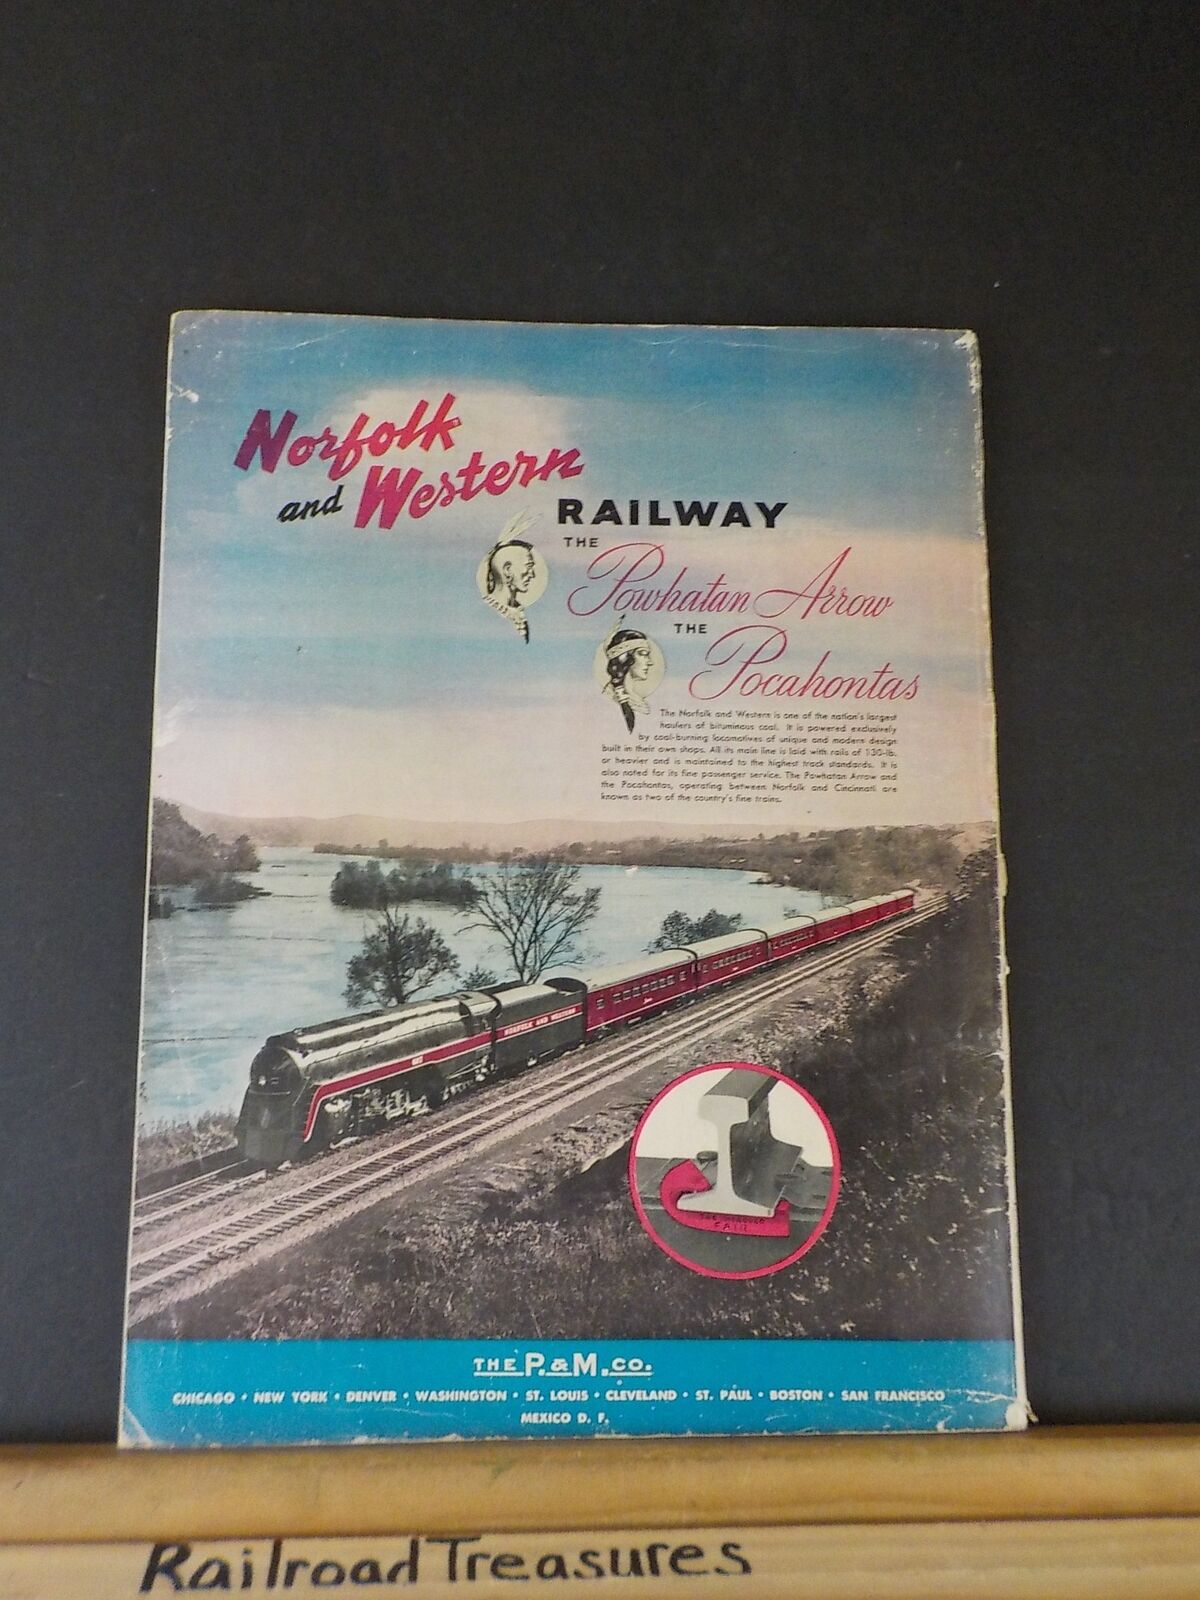 Norfolk
and Western
RAILWAY
THE
Powhatan Arrow
THE
Pocahontas
The Norfolk and Western is one of the nation's largest
haulers of bituminous coal. It is powered exclusively
by coal-burning locomotives of unique and modern design
built in their own shops. All its main line is laid with rails of 130-lb.
or heavier and is maintained to the highest track standards. It is
also noted for its fine passenger service. The Powhatan Arrow and
the Pocahontas, operating between Norfolk and Cincinnati are
known as two of the country's fine trains.
NORFOLK AND WESTERN
FAIR
THE P. & M. CO.
CHICAGO • NEW YORK • DENVER • WASHINGTON • ST. LOUIS • CLEVELAND • ST. PAUL • BOSTON • SAN FRANCISCO
MEXICO D. F.
Railroad Treasures